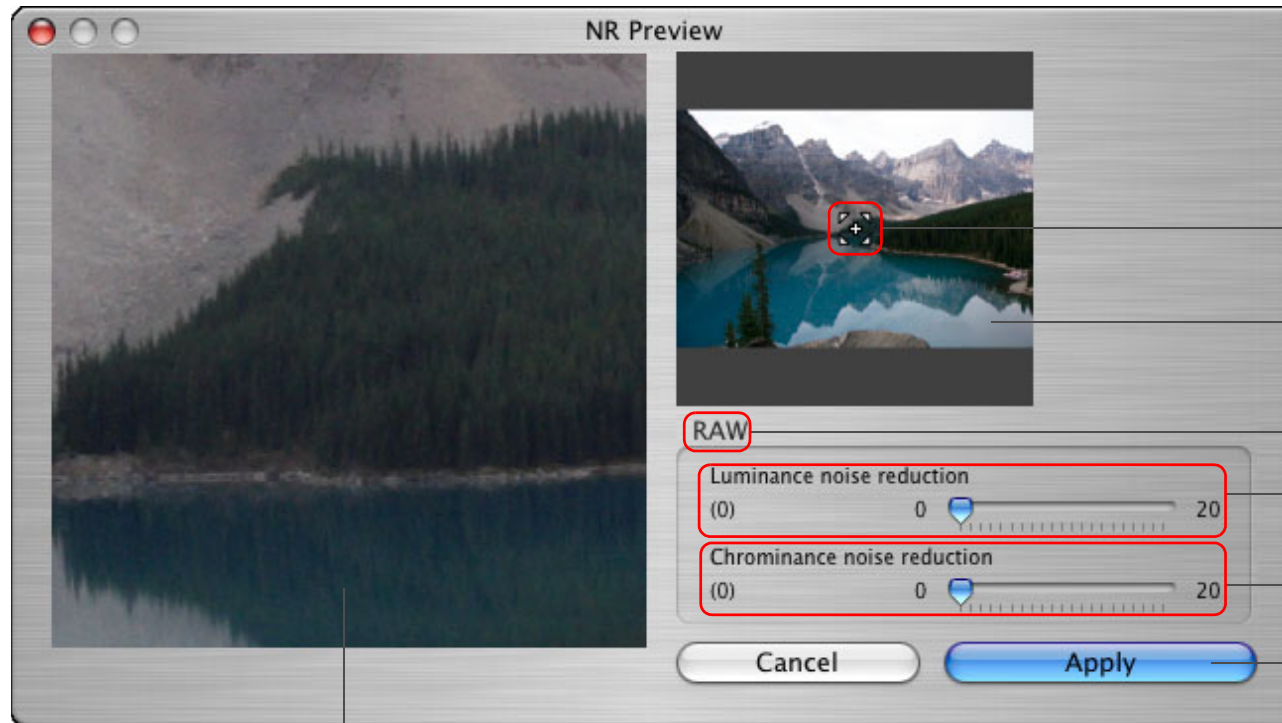 NR Preview
RAW
Luminance noise reduction
(0) 0 20
Chrominance noise reduction
(0) 0 20
Cancel Apply